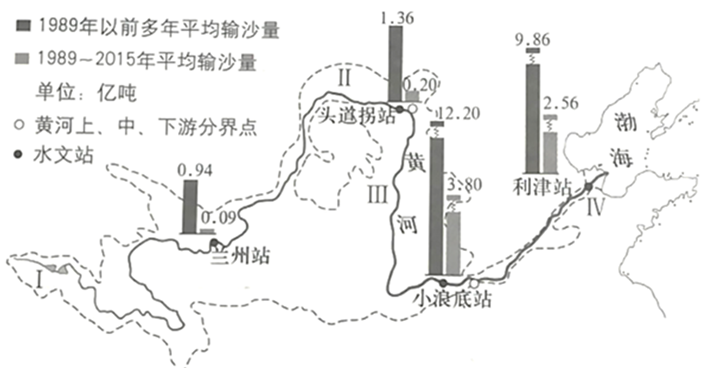 1989年以前多年平均输沙量
1989~2015年平均输沙量
单位：亿吨
黄河上、中、下游分界点
水文站
1.36
0.20
头道拐站
12.20
3.80
小浪底站
9.86
2.56
利津站
0.94
0.09
兰州站
黄河
渤海
I
II
III
IV